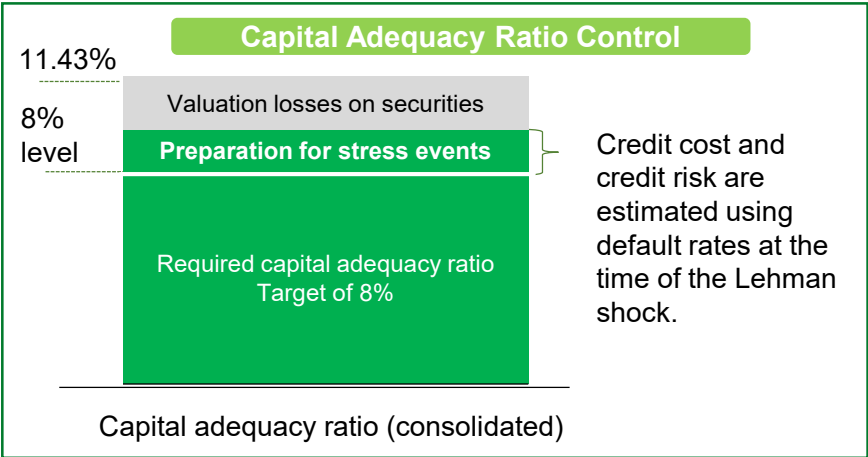 Capital Adequacy Ratio Control
11.43%
Valuation losses on securities
8%
level
Preparation for stress events
Credit cost and
credit risk are
estimated using
default rates at the
time of the Lehman
shock.
Required capital adequacy ratio
Target of 8%
Capital adequacy ratio (consolidated)